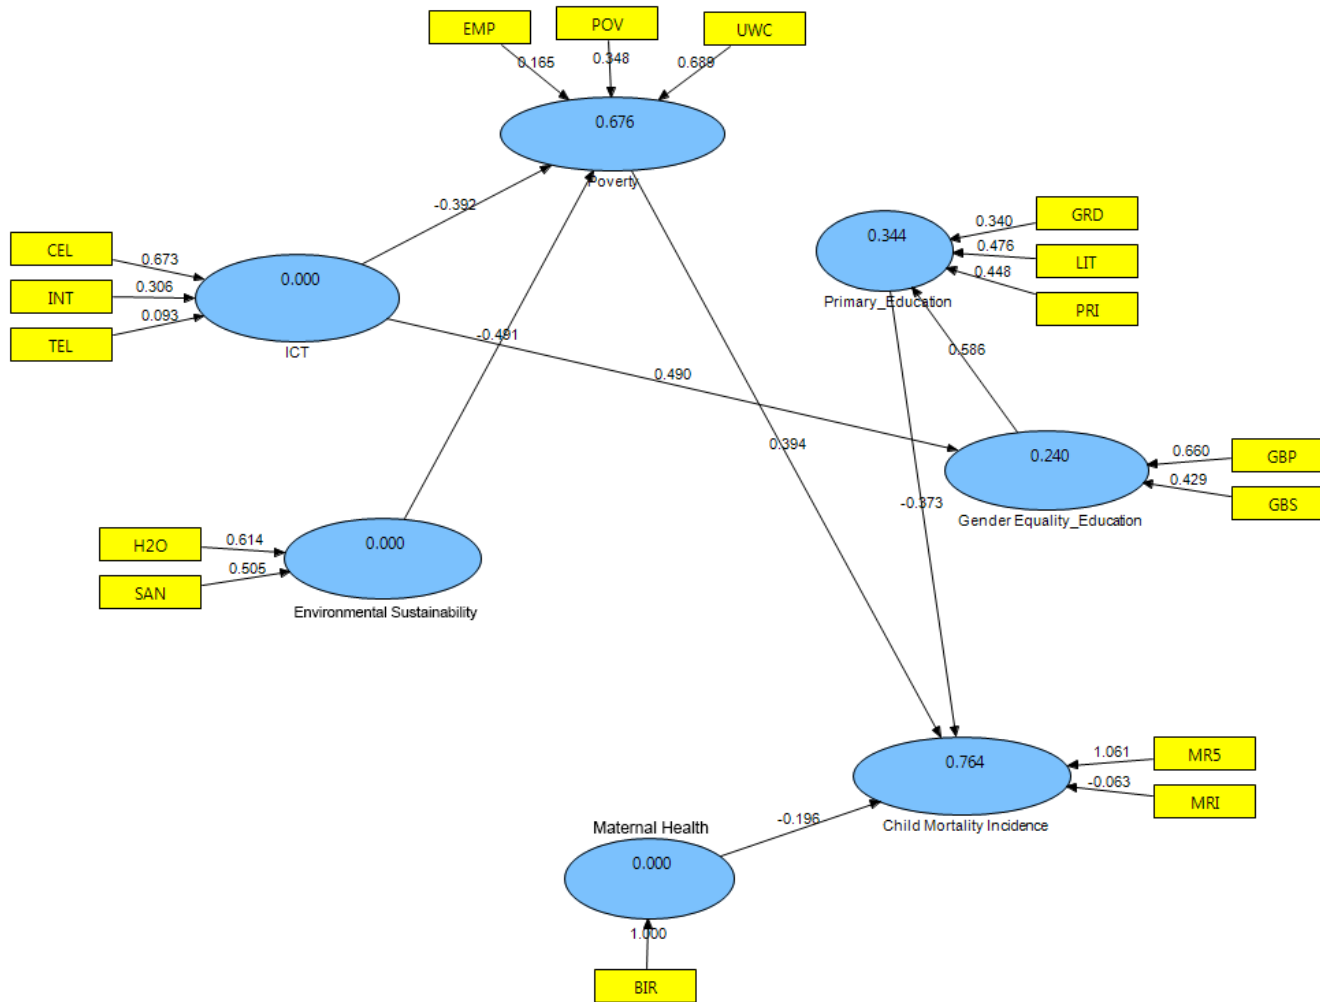 EMP
POV
UWC
0.165
0.348
0.689
0.676
Poverty
-0.392
CEL
0.673
INT
0.306
TEL
0.093
0.000
ICT
0.344
Primary_Education
0.340
GRD
0.476
LIT
0.448
PRI
-0.491
0.490
0.586
0.394
-0.373
0.240
Gender Equality_Education
0.660
GBP
0.429
GBS
H2O
0.614
SAN
0.505
0.000
Environmental Sustainability
0.764
Child Mortality Incidence
1.061
MR5
-0.063
MRI
-0.196
Maternal Health
0.000
1.000
BIR